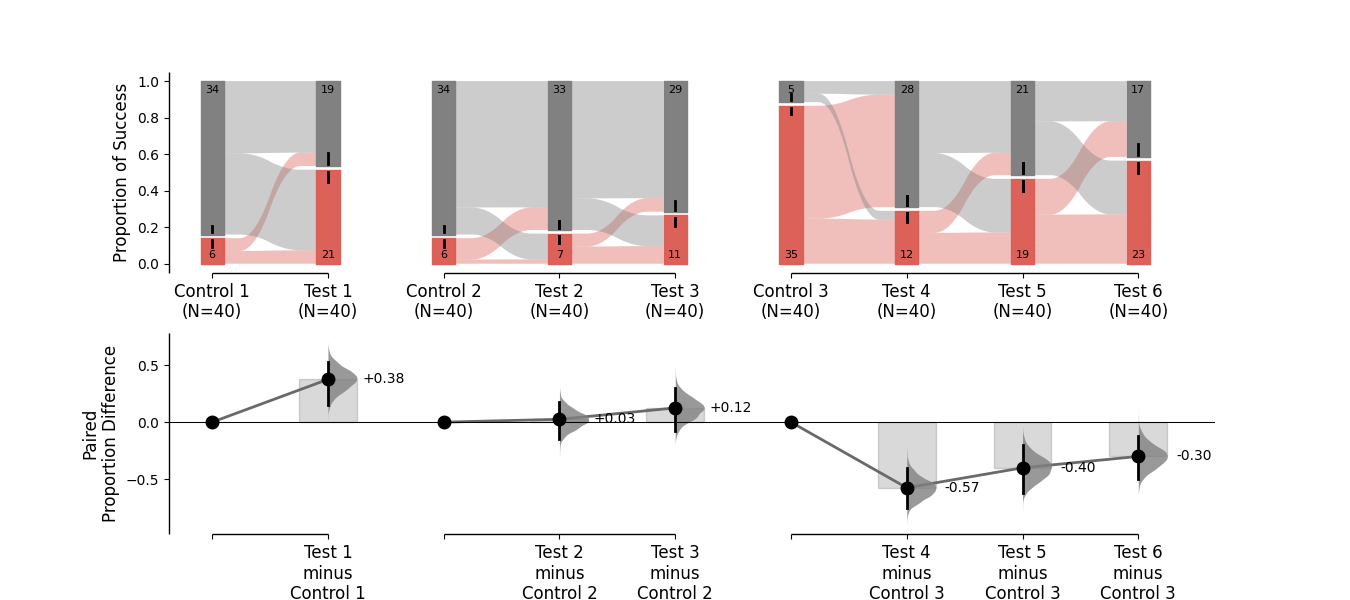 Proportion of Success
1.0
0.8
0.6
0.4
0.2
0.0
34
19
34
33
29
5
28
21
17
6
21
6
7
11
35
12
19
23
Control 1
(N=40)
Test 1
(N=40)
Control 2
(N=40)
Test 2
(N=40)
Test 3
(N=40)
Control 3
(N=40)
Test 4
(N=40)
Test 5
(N=40)
Test 6
(N=40)
Paired
Proportion Difference
0.5
0.0
−0.5
+0.38
+0.03
+0.12
-0.57
-0.40
-0.30
Test 1
minus
Control 1
Test 2
minus
Control 2
Test 3
minus
Control 2
Test 4
minus
Control 3
Test 5
minus
Control 3
Test 6
minus
Control 3